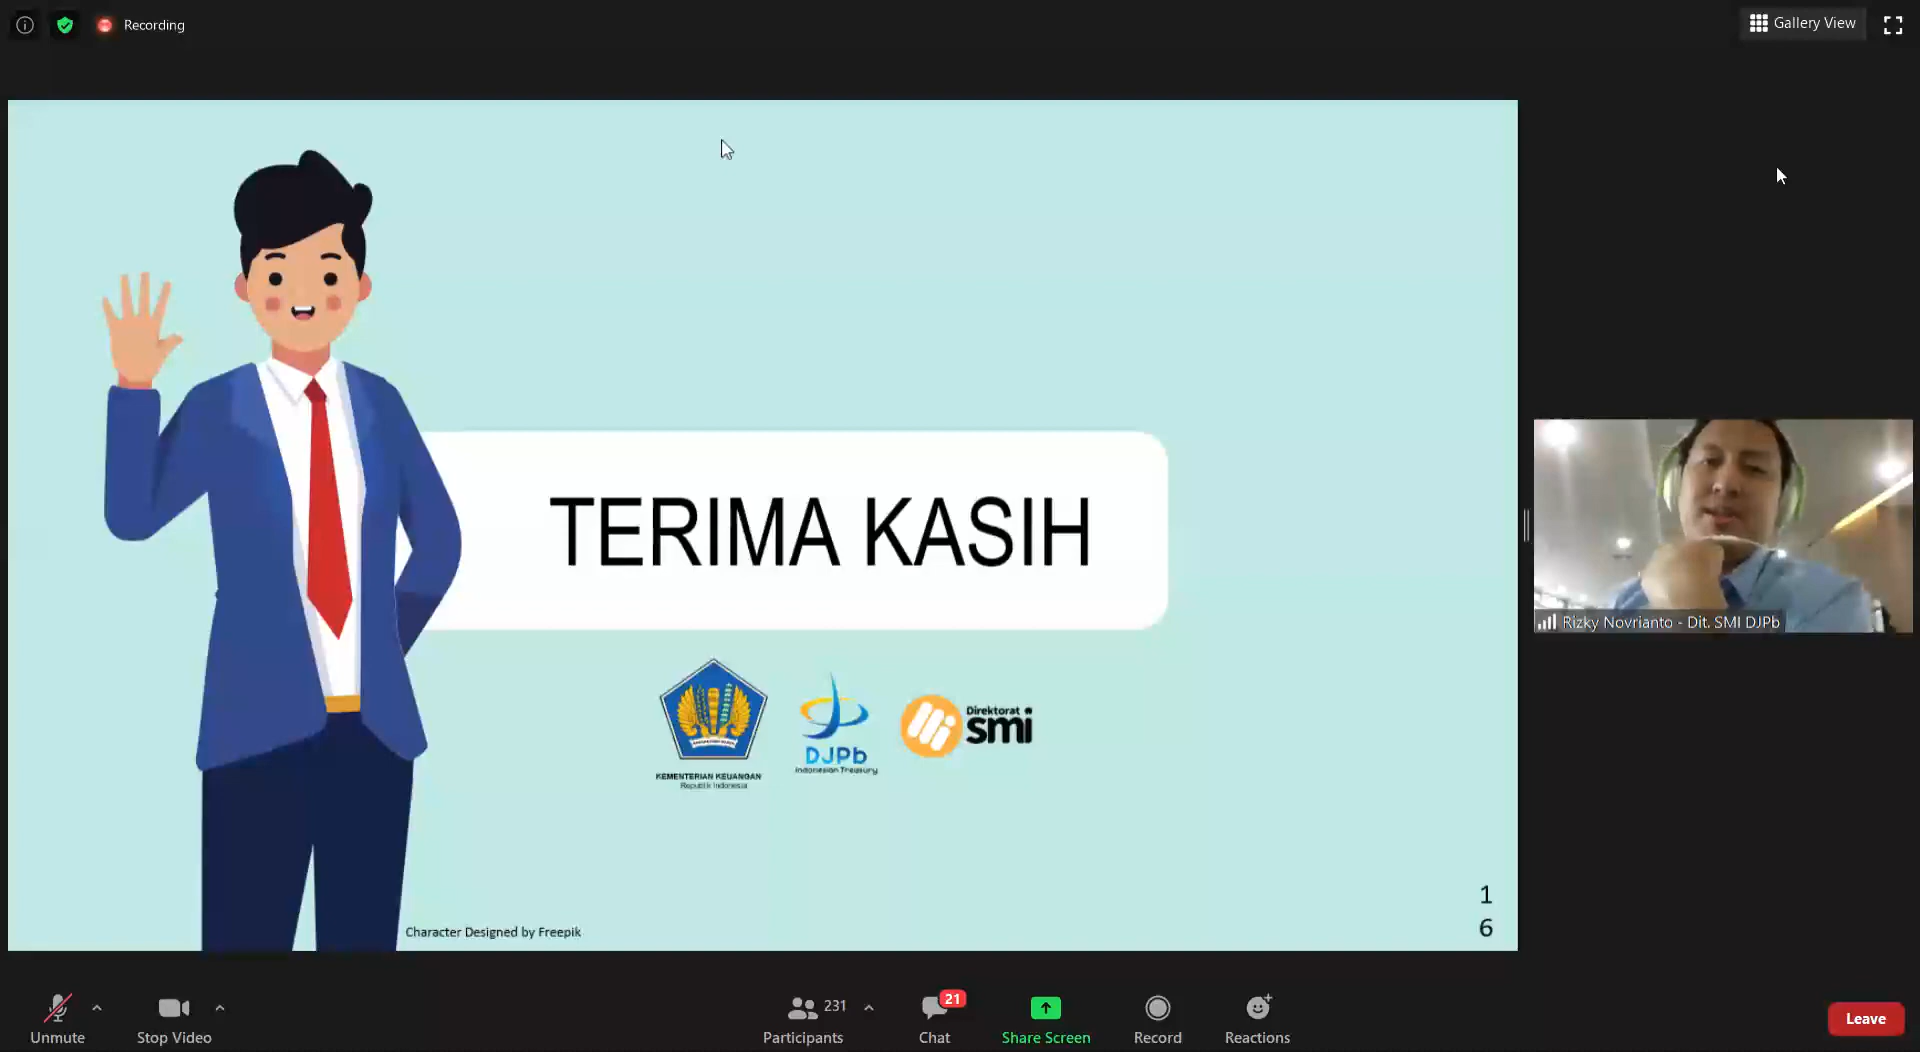 Recording
Gallery View
TERIMA KASIH
KEMENTERIAN KEUANGAN
Republik Indonesia
DJPb
Indonesian Treasury
Direktorat
smi
Character Designed by Freepik
1
6
Rizky Novrianto - Dit. SMI DJPb
Unmute
Stop Video
231
Participants
21
Chat
Share Screen
Record
Reactions
Leave